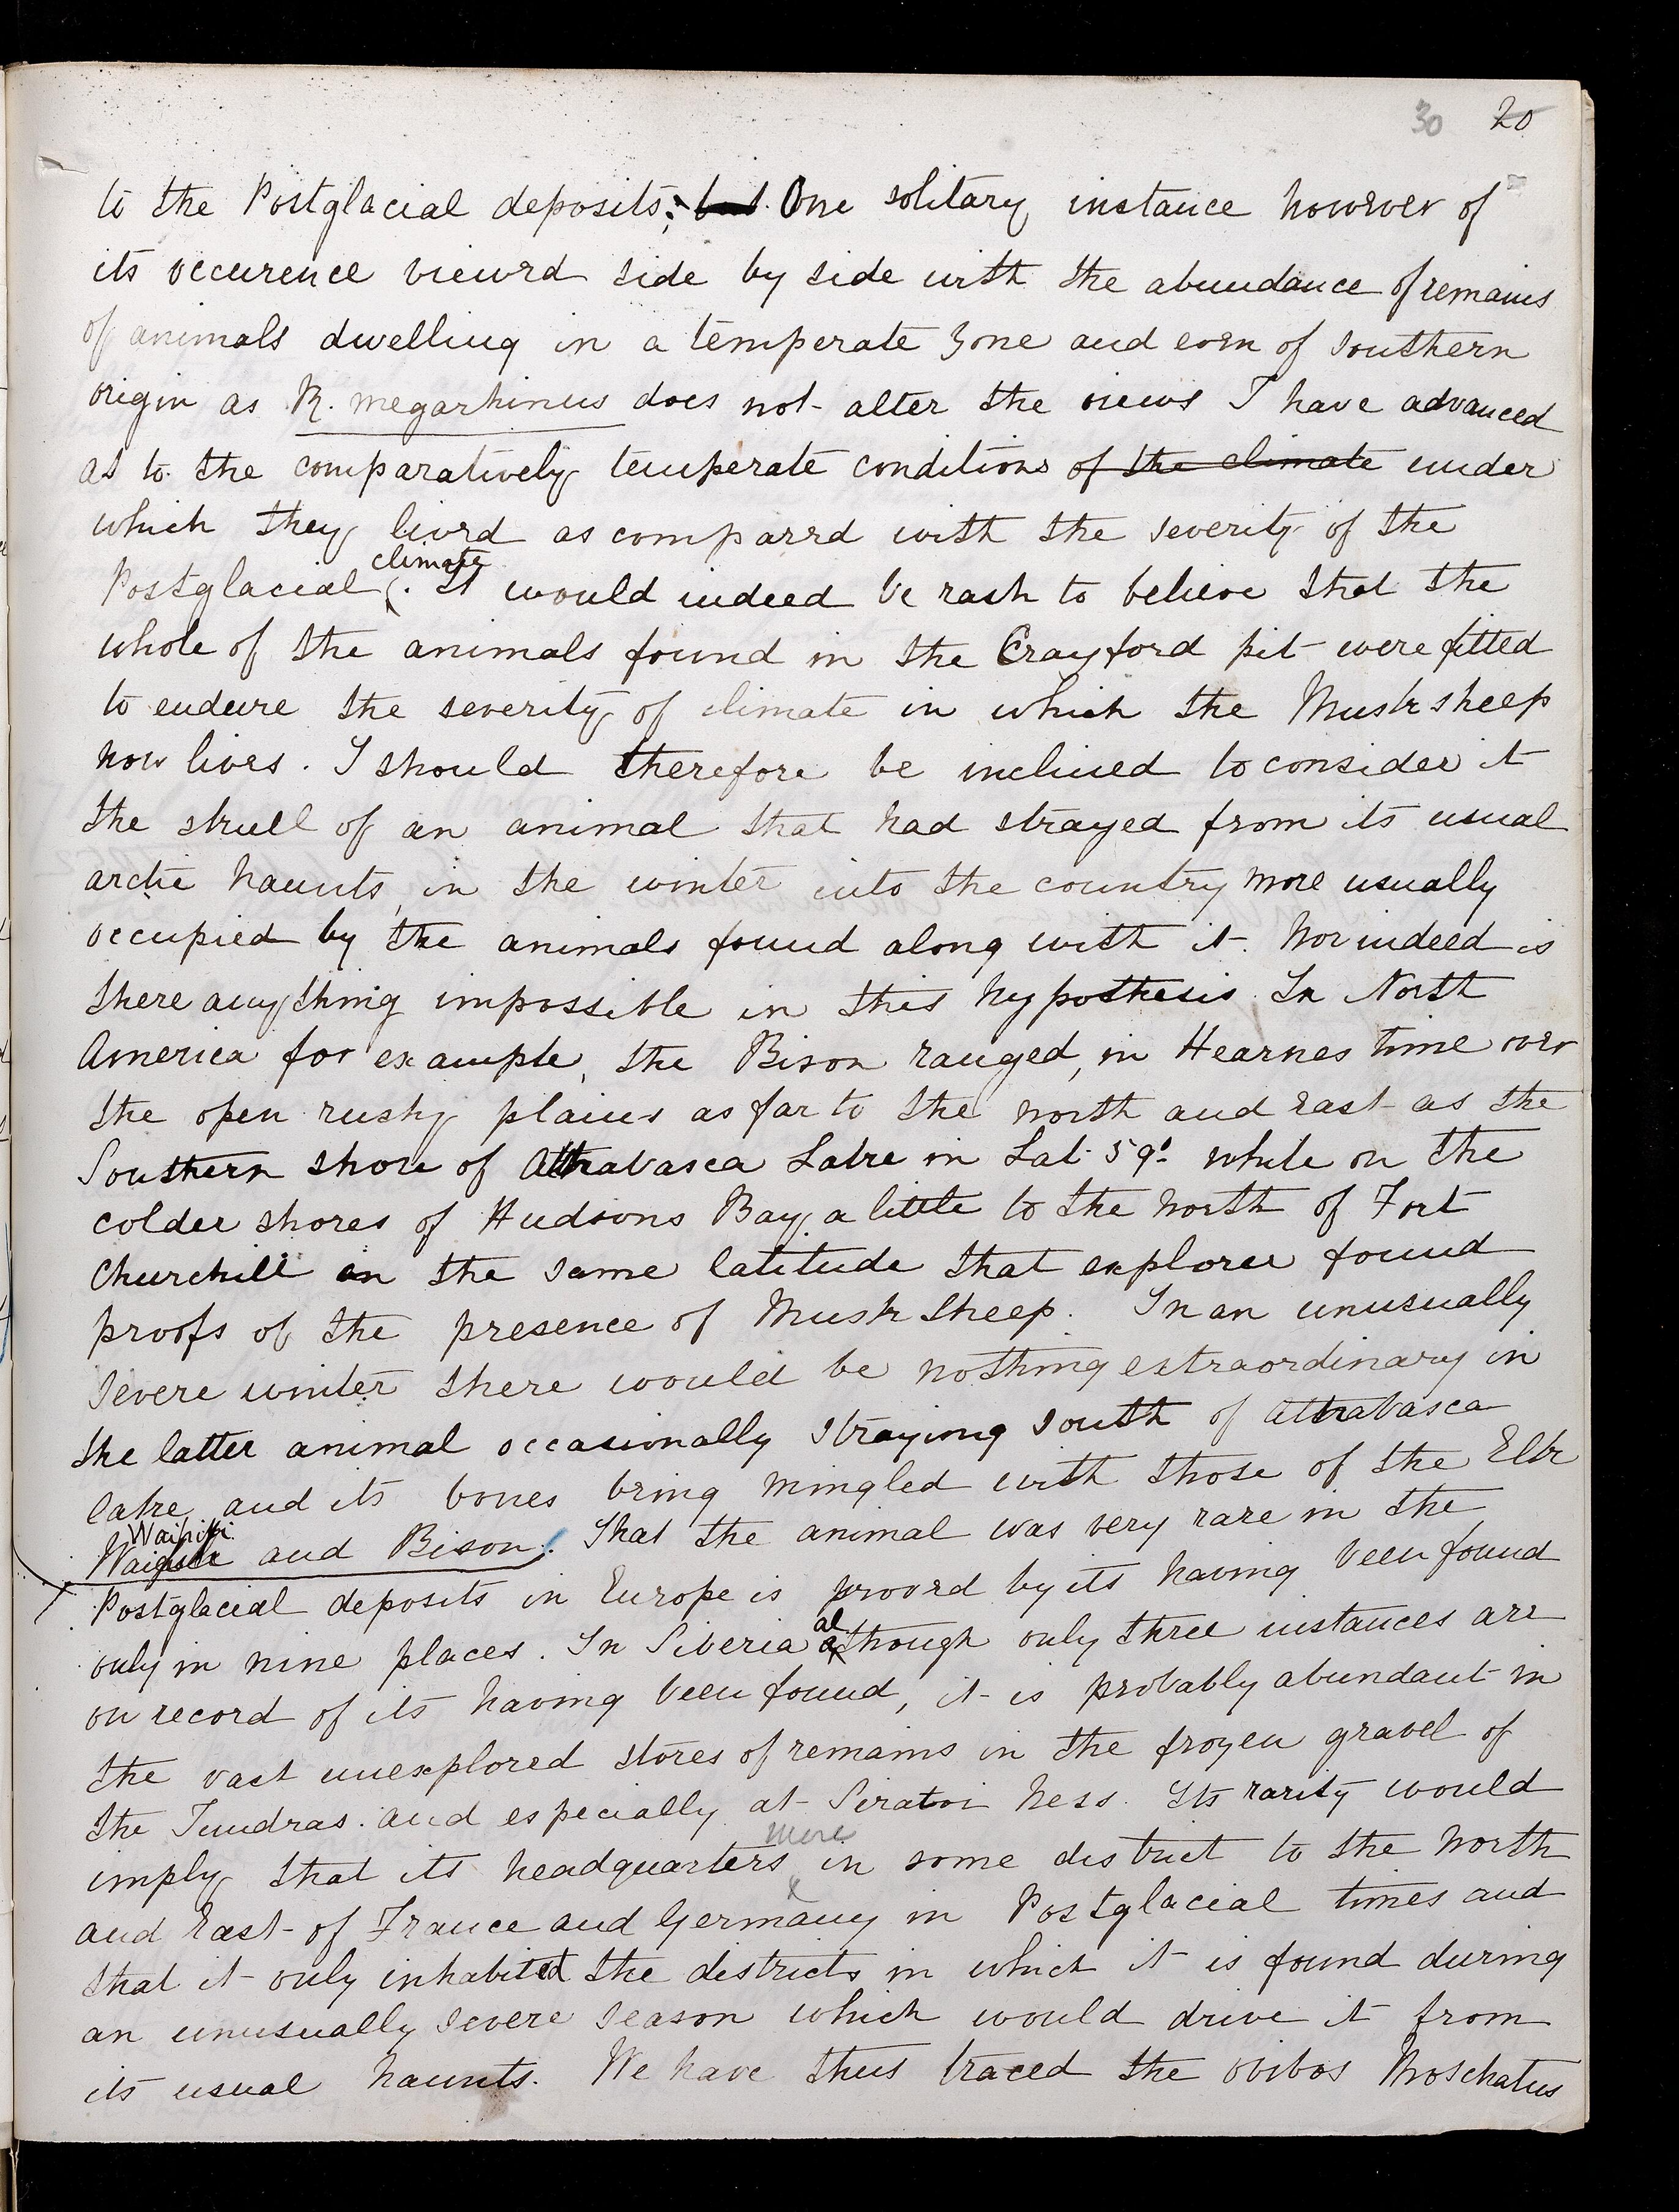 30 20
to the Postglacial deposits; but One solitary instance however of
its occurence viewed side by side with the abundance of remains
of animals dwelling in a temperate zone and even of southern
origin as R. megarhinus does not alter the views I have advanced
as to the comparatively temperate conditions of the climate under
which they lived as compared with the severity of the
climate
Postglacial. It would indeed be rash to believe that the
whole of the animals found in the Crayford pit were fitted
to endure the severity of climate in which the Musk sheep
now lives. I should therefore be inclined to consider it
the skull of an animal that had strayed from its usual
arctic haunts, in the winter into the country more usually
occupied by the animals found along with it. Nor indeed is
there anything impossible in this hypothesis. In North
America for example, the Bison ranged, in Hearnes time over
the open rushy plains as far to the north and east as the
Southern shore of Athabasca Lake in Lat. 59° while on the
colder shores of Hudsons Bay, a little to the North of Fort
Churchill in the same latitude that explorer found
proofs of the presence of Musk Sheep. In an unusually
severe winter there would be nothing extraordinary in
the latter animal occasionally straying south of Athabasca
lake, and its bones being mingled with those of the Elk
Waipiti
and Bison. That the animal was very rare in the
Postglacial deposits in Europe is proved by its having been found
al
only in nine places. In Siberia although only three instances are
on record of its having been found, it is probably abundant in
the vast unexplored stores of remains in the frozen gravel of
the Tundras. and especially at Ness. Its rarity would
were
imply that its headquarters in some district to the North
and East of France and Germany in Postglacial times and
that it only inhabited the districts in which it is found during
an unusually severe season which would drive it from
its usual haunts. We have thus traced the ovibos Moschatus